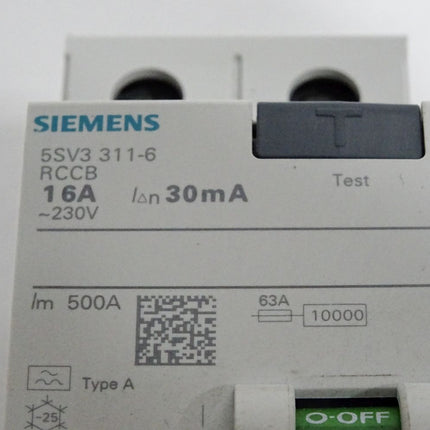 SIEMENS
T
5SV3 311-6
RCCB
Test
16A IΔn 30mA
~230V
Im 500A
63A
10000
Type A
-25
O-OFF